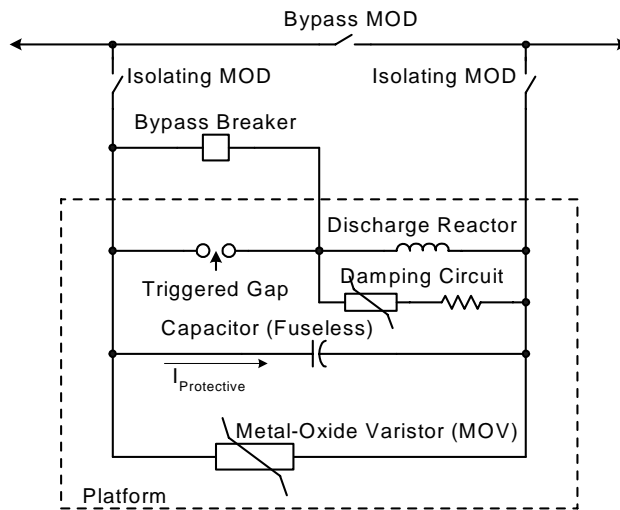 Bypass MOD
Isolating MOD
Isolating MOD
Bypass Breaker
Discharge Reactor
Damping Circuit
Triggered Gap
Capacitor (Fuseless)
I Protective
Metal-Oxide Varistor (MOV)
Platform